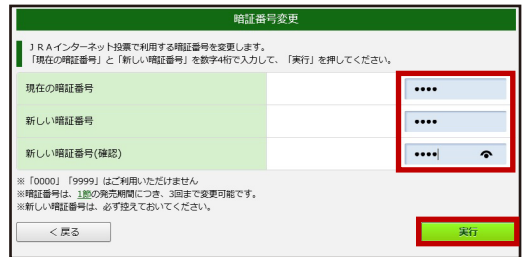 暗証番号変更
JRAインターネット投票で利用する暗証番号を変更します。
「現在の暗証番号」と「新しい暗証番号」を数字4桁で入力して、「実行」を押してください。
現在の暗証番号 ••••
新しい暗証番号 ••••
新しい暗証番号(確認) ••••
※「0000」「9999」はご利用いただけません
※暗証番号は、1節の発売期間につき、3回まで変更可能です。
※新しい暗証番号は、必ず控えておいてください。
＜戻る
実行